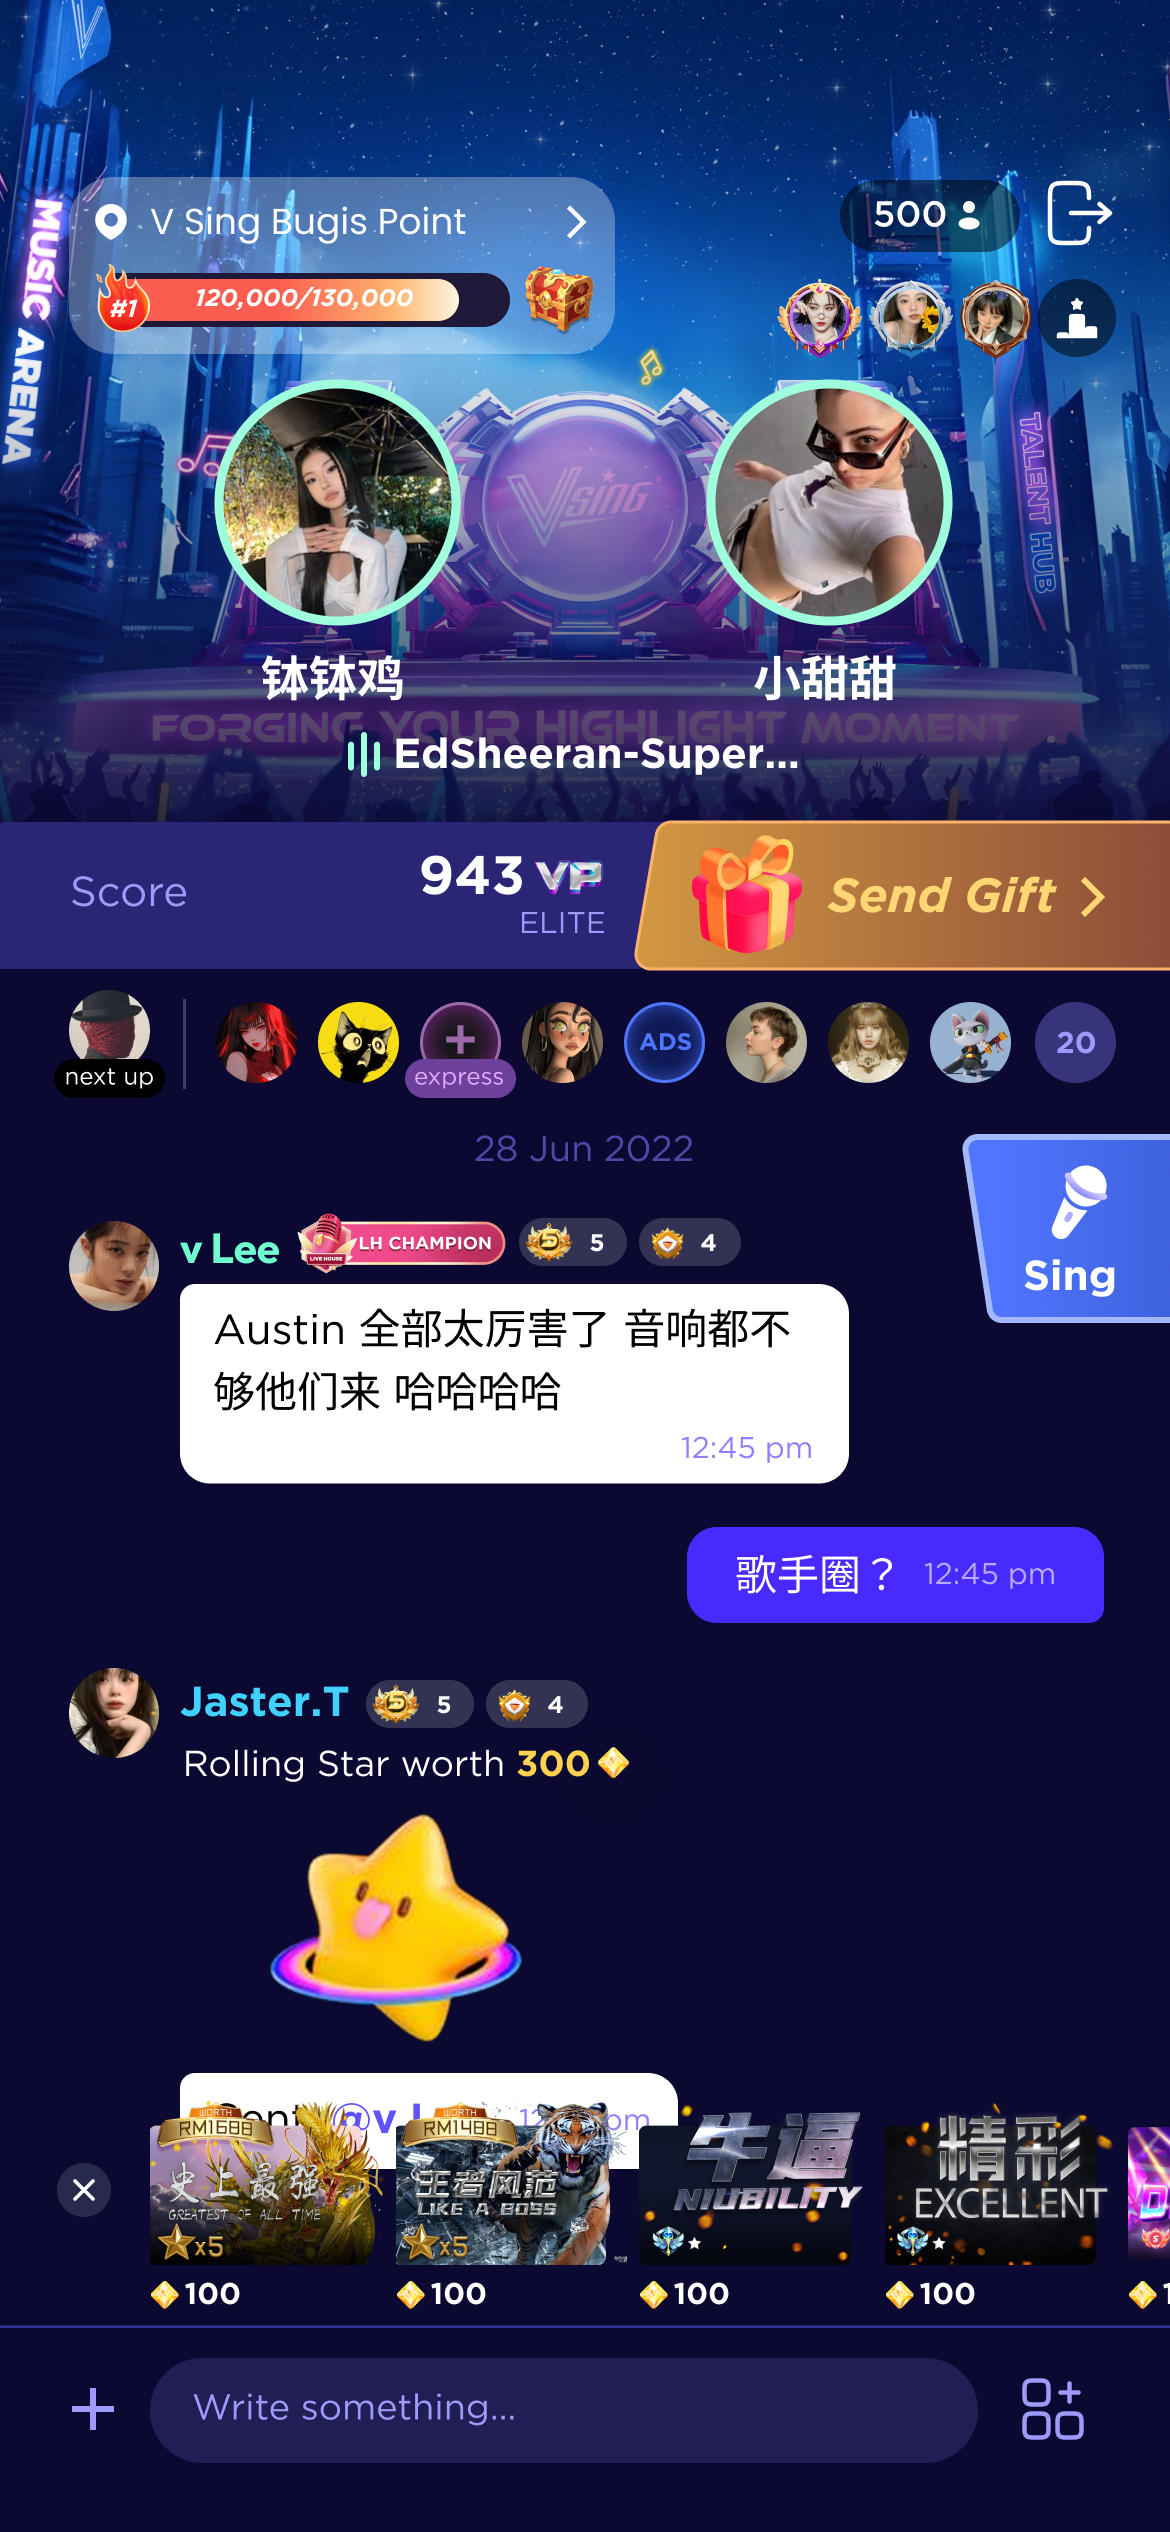 MUSIC ARENA
V Sing Bugis Point
500
#1
120,000/130,000
VSING
TALENT HUB
钵钵鸡
小甜甜
FORGING YOUR HIGHLIGHT MOMENT
EdSheeran-Super...
Score
943 VP
ELITE
Send Gift
next up
express
ADS
20
28 Jun 2022
Sing
v Lee
LIVE HOUSE
LH CHAMPION
5
5
4
Austin 全部太厉害了 音响都不
够他们来 哈哈哈哈
12:45 pm
歌手圈？ 12:45 pm
Jaster.T
5
5
4
Rolling Star worth 300
@v
pm
WORTH
RM1688
史上最强
GREATEST OF ALL TIME
x5
100
WORTH
RM1488
王者风范
LIKE A BOSS
x5
100
牛逼
NIUBILITY
100
精彩
EXCELLENT
100
Write something...